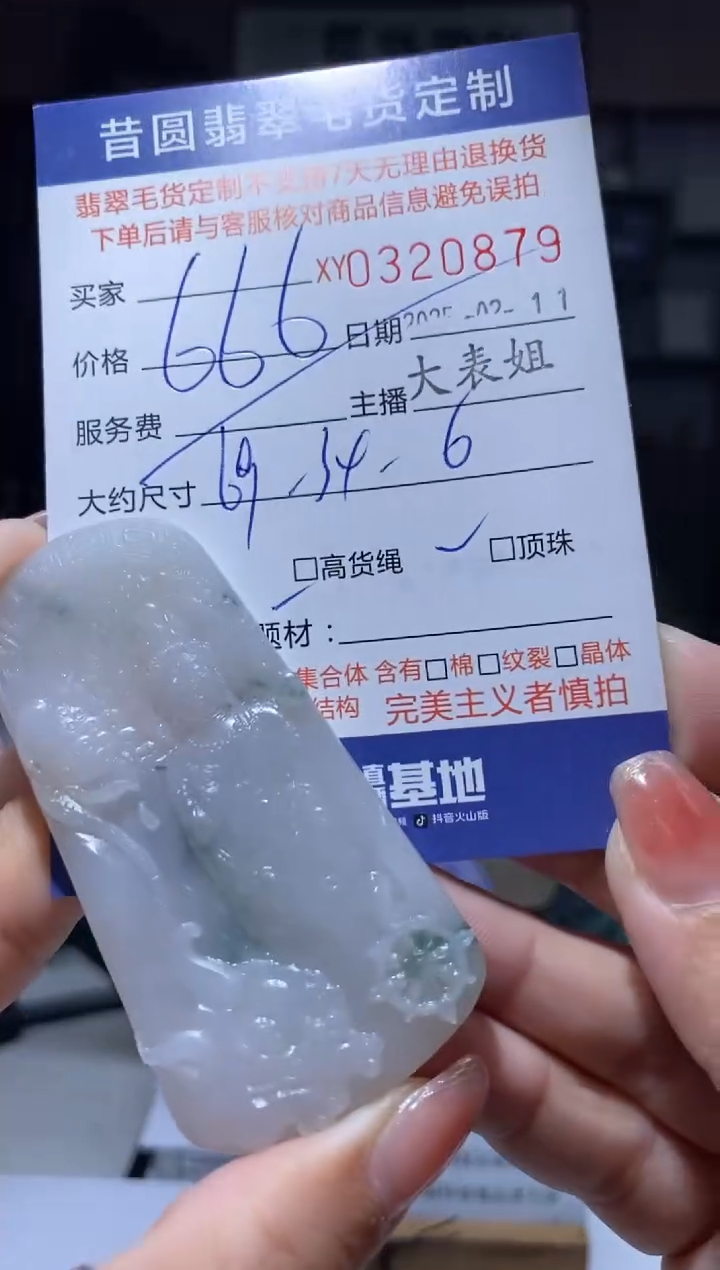 昔圆翡翠毛货定制
翡翠毛货定制不支持7天无理由退换货
下单后请与客服核对商品信息避免误拍
买家 XY0320879
价格 666 日期 2025-02-11
服务费 主播 大表姐
大约尺寸 69.34.6
□高货绳 □顶珠
题材：
集合体 含有□棉□纹裂□晶体
结构 完美主义者慎拍
基地
抖音火山版